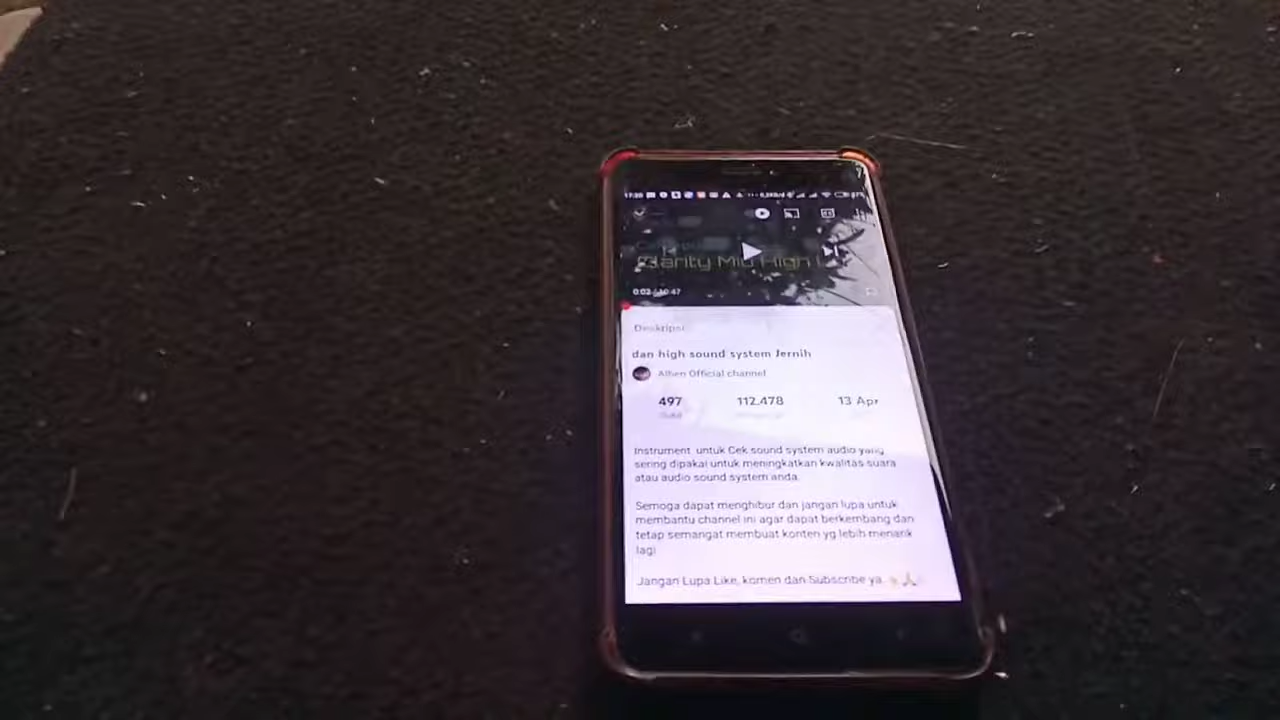 17:35
Clarity Mid High
0:02 / 10:47
Deskripsi
dan high sound system Jernih
Alhen Official channel
497 112.478 13 Apr
Instrument untuk Cek sound system audio yang
sering dipakai untuk meningkatkan kwalitas suara
atau audio sound system anda.
Semoga dapat menghibur dan jangan lupa untuk
membantu channel ini agar dapat berkembang dan
tetap semangat membuat konten yg lebih menarik
lagi
Jangan Lupa Like, komen dan Subscribe ya